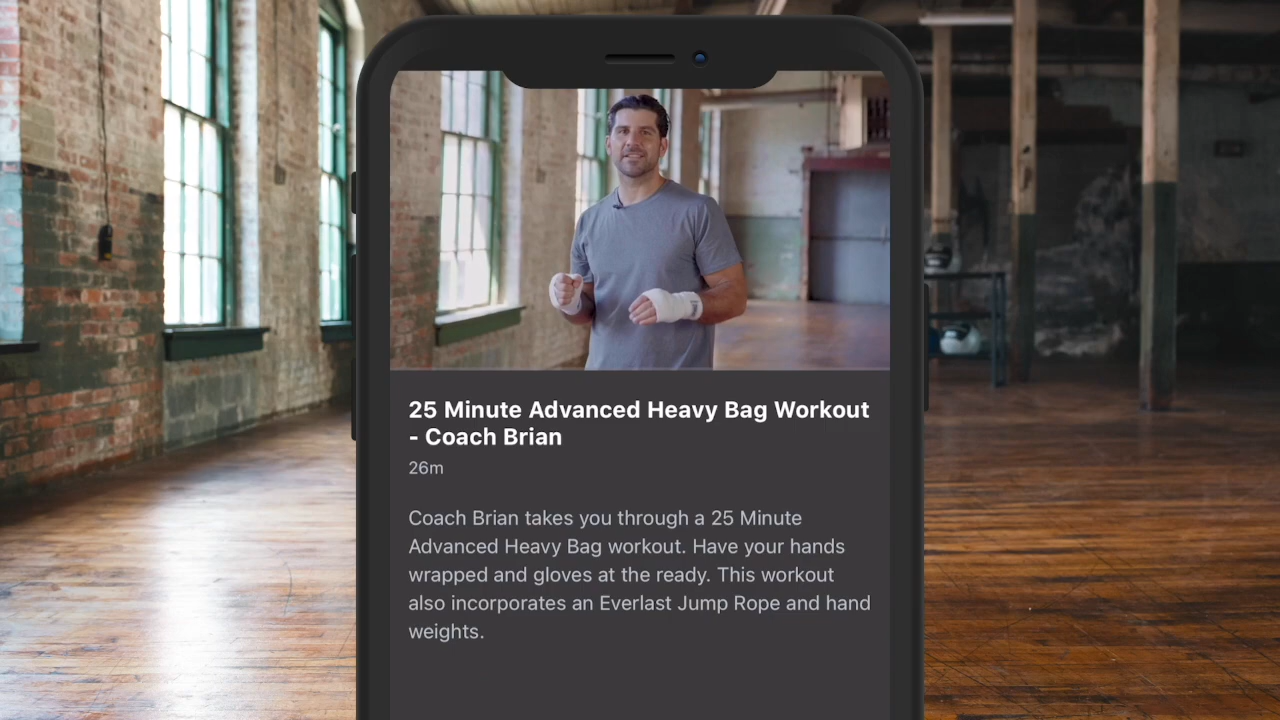 25 Minute Advanced Heavy Bag Workout
- Coach Brian
26m
Coach Brian takes you through a 25 Minute
Advanced Heavy Bag workout. Have your hands
wrapped and gloves at the ready. This workout
also incorporates an Everlast Jump Rope and hand
weights.